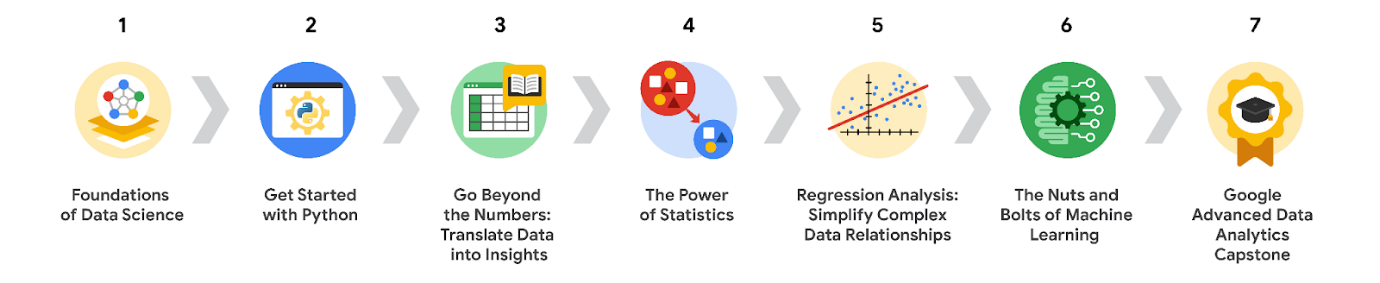 1
2
3
4
5
6
7
Foundations
of Data Science
Get Started
with Python
Go Beyond
the Numbers:
Translate Data
into Insights
The Power
of Statistics
Regression Analysis:
Simplify Complex
Data Relationships
The Nuts and
Bolts of Machine
Learning
Google
Advanced Data
Analytics
Capstone